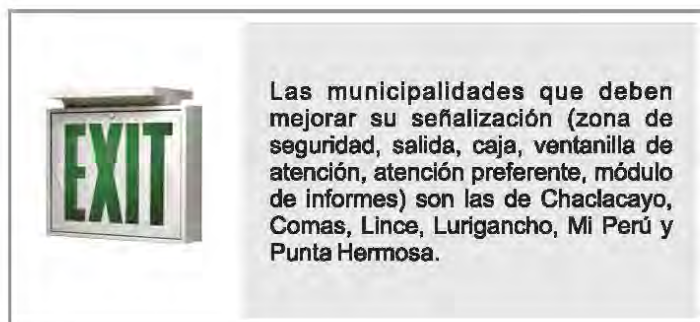 EXIT
Las municipalidades que deben
mejorar su señalización (zona de
seguridad, salida, caja, ventanilla de
atención, atención preferente, módulo
de informes) son las de Chaclacayo,
Comas, Lince, Lurigancho, Mi Perú y
Punta Hermosa.